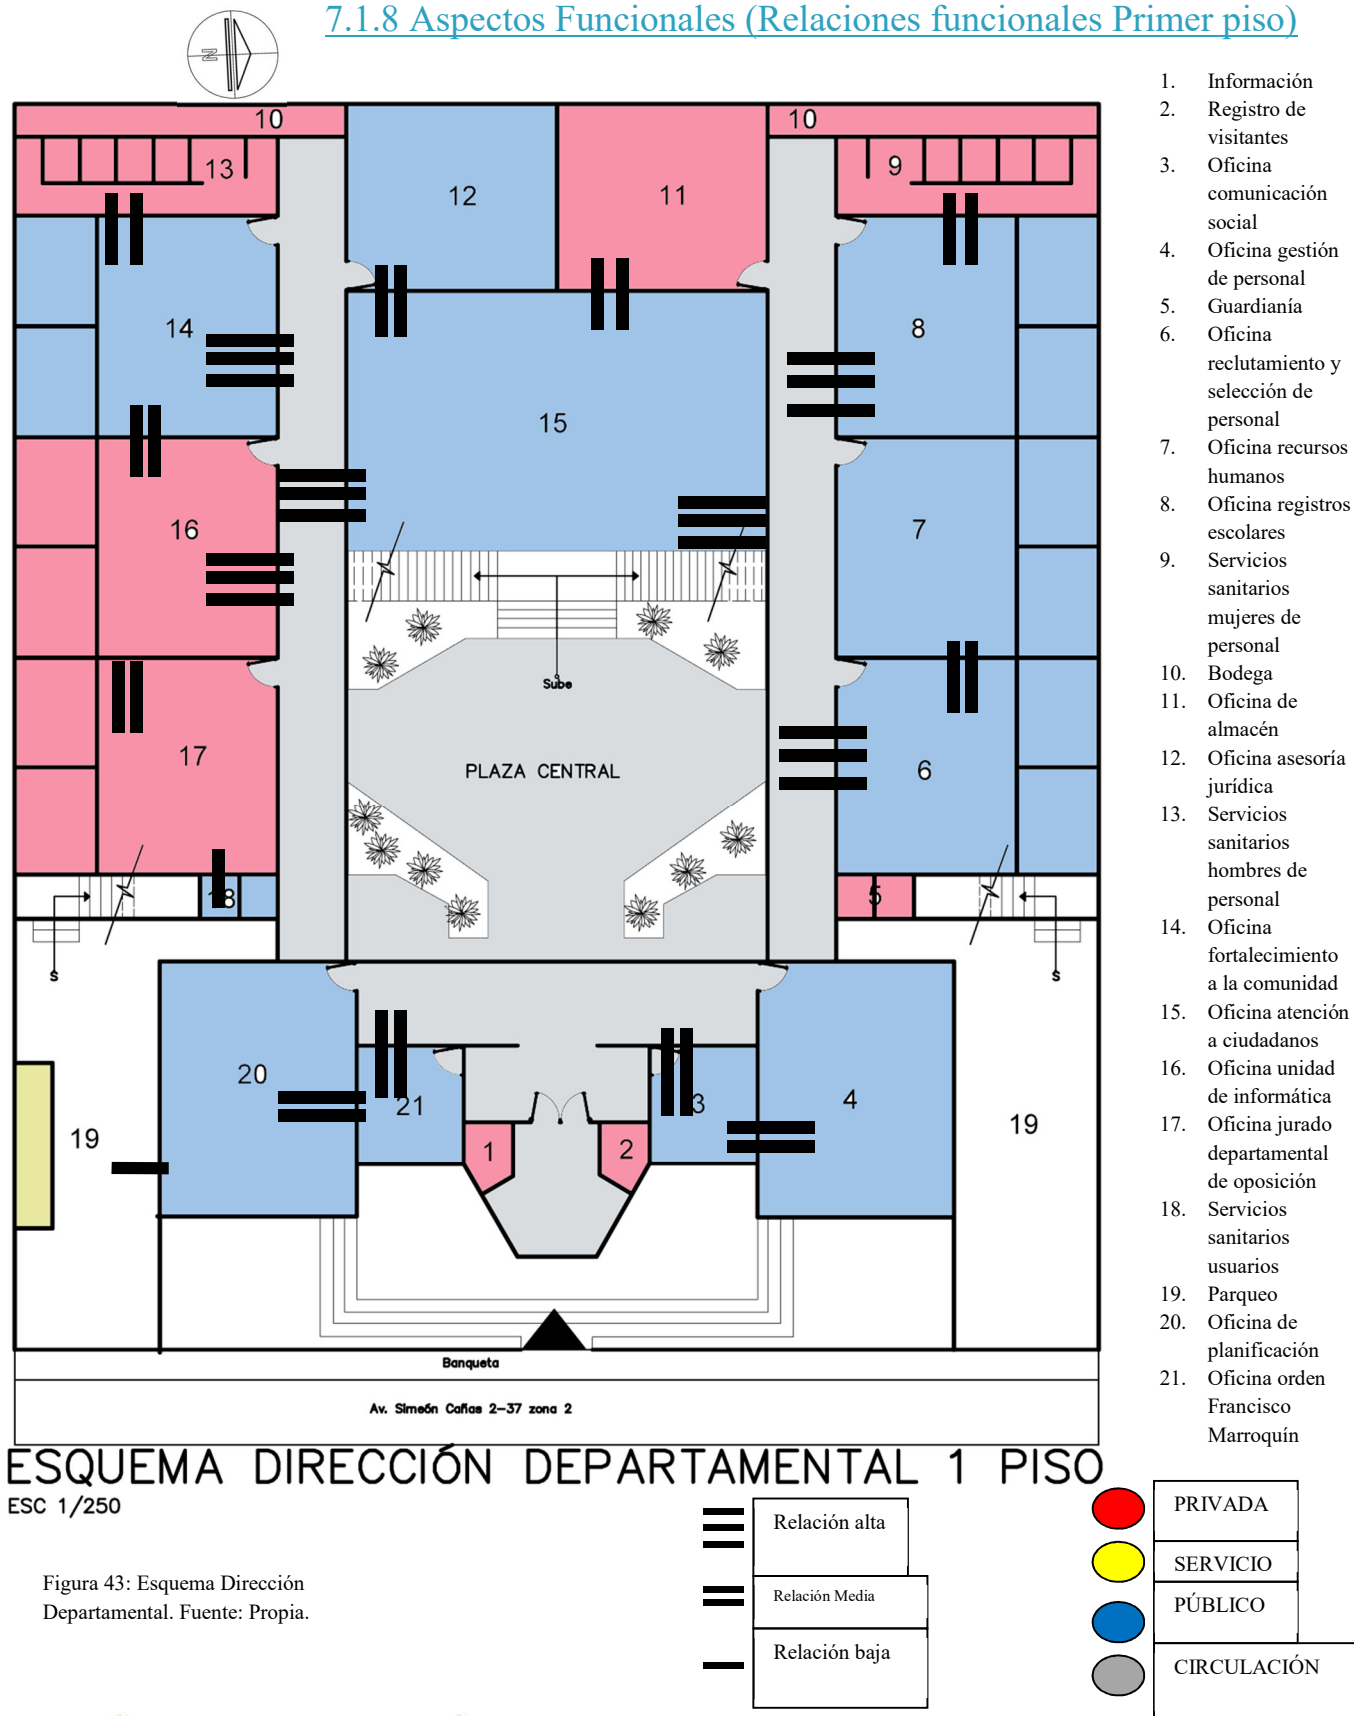 7.1.8 Aspectos Funcionales (Relaciones funcionales Primer piso)
N
10
10
13
9
12
11
14
8
15
16
7
Sube
17
PLAZA CENTRAL
6
18
5
S
S
20
21
3
4
19
19
1
2
Banqueta
Av. Simeón Cañas 2-37 zona 2
ESQUEMA DIRECCIÓN DEPARTAMENTAL 1 PISO
ESC 1/250
1. Información
2. Registro de
visitantes
3. Oficina
comunicación
social
4. Oficina gestión
de personal
5. Guardianía
6. Oficina
reclutamiento y
selección de
personal
7. Oficina recursos
humanos
8. Oficina registros
escolares
9. Servicios
sanitarios
mujeres de
personal
10. Bodega
11. Oficina de
almacén
12. Oficina asesoría
jurídica
13. Servicios
sanitarios
hombres de
personal
14. Oficina
fortalecimiento
a la comunidad
15. Oficina atención
a ciudadanos
16. Oficina unidad
de informática
17. Oficina jurado
departamental
de oposición
18. Servicios
sanitarios
usuarios
19. Parqueo
20. Oficina de
planificación
21. Oficina orden
Francisco
Marroquín
Figura 43: Esquema Dirección
Departamental. Fuente: Propia.
Relación alta
Relación Media
Relación baja
PRIVADA
SERVICIO
PÚBLICO
CIRCULACIÓN